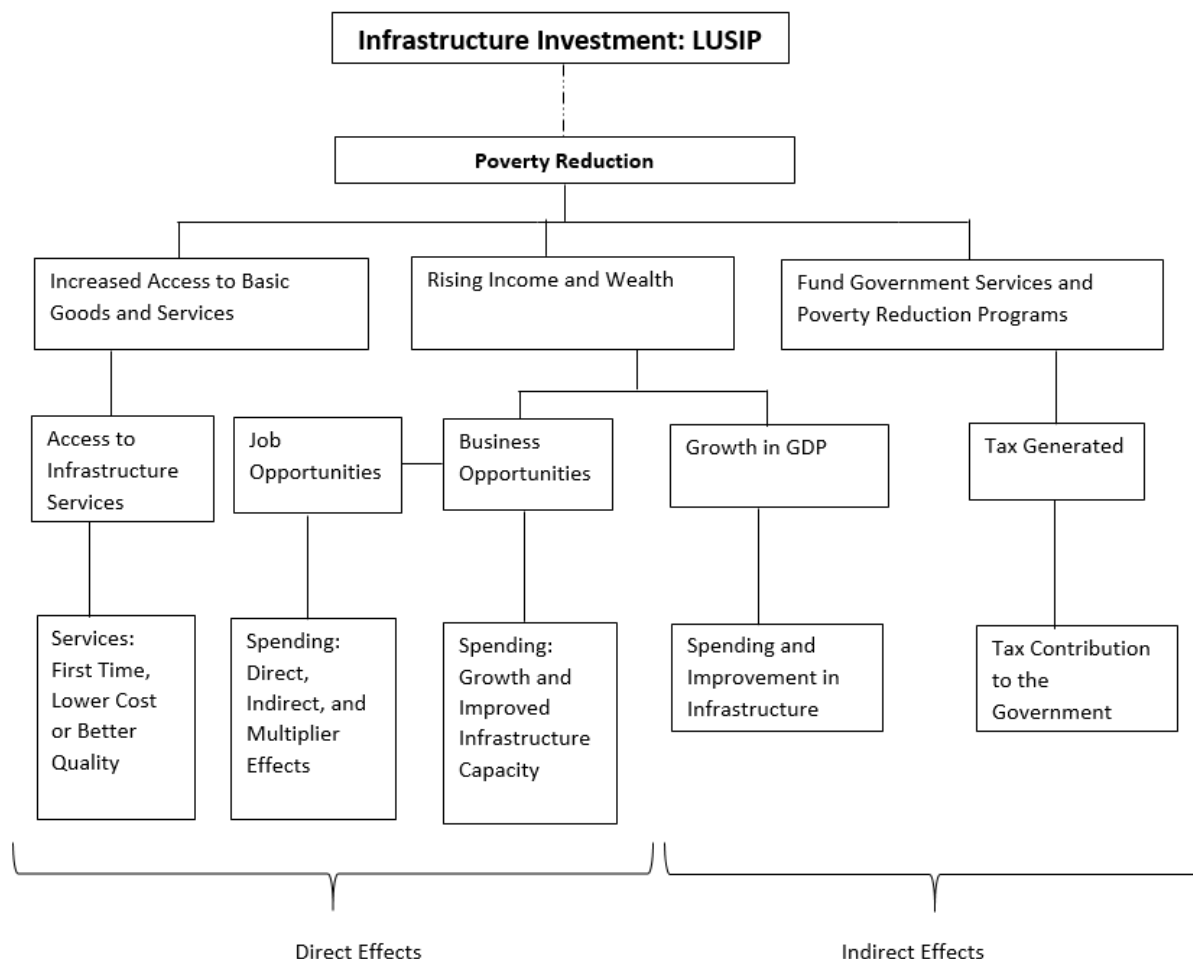 Infrastructure Investment: LUSIP
Poverty Reduction
Increased Access to Basic
Goods and Services
Rising Income and Wealth
Fund Government Services and
Poverty Reduction Programs
Access to
Infrastructure
Services
Job
Opportunities
Business
Opportunities
Growth in GDP
Tax Generated
Services:
First Time,
Lower Cost
or Better
Quality
Spending:
Direct,
Indirect, and
Multiplier
Effects
Spending:
Growth and
Improved
Infrastructure
Capacity
Spending and
Improvement in
Infrastructure
Tax Contribution
to the
Government
Direct Effects
Indirect Effects